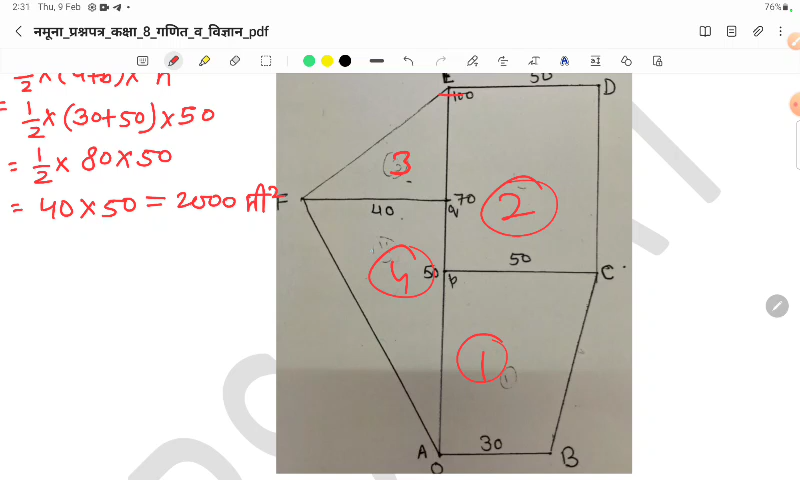 2:31 Thu, 9 Feb
76%
नमूना_प्रश्नपत्र_कक्षा_8_गणित_व_विज्ञान_pdf
= 1/2 × (30+50) × 50
= 1/2 × 80 × 50
= 40 × 50 = 2000 मी²
E 50 D
100
3
F 40 q 70
2
50
4 50 p C
1
A 30 B
0